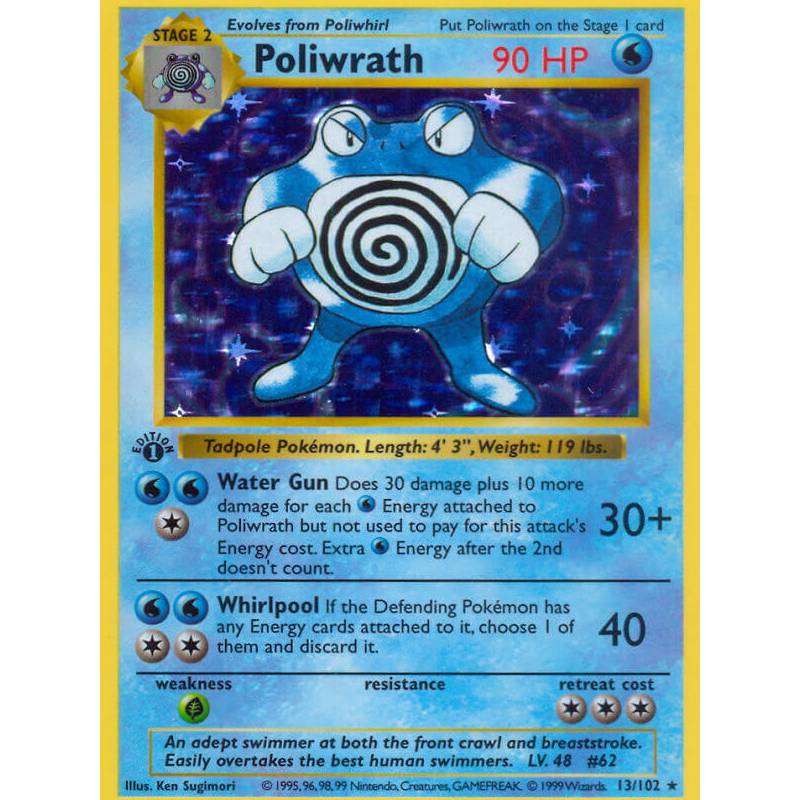 Evolves from Poliwhirl Put Poliwrath on the Stage 1 card
STAGE 2
Poliwrath 90 HP
EDITION
1
Tadpole Pokémon. Length: 4' 3", Weight: 119 lbs.
Water Gun Does 30 damage plus 10 more
damage for each Energy attached to
Poliwrath but not used to pay for this attack's
Energy cost. Extra Energy after the 2nd
doesn't count.
30+
Whirlpool If the Defending Pokémon has
any Energy cards attached to it, choose 1 of
them and discard it.
40
weakness resistance retreat cost
An adept swimmer at both the front crawl and breaststroke.
Easily overtakes the best human swimmers. LV. 48 #62
Illus. Ken Sugimori © 1995, 96, 98, 99 Nintendo, Creatures, GAMEFREAK. © 1999 Wizards. 13/102 ★